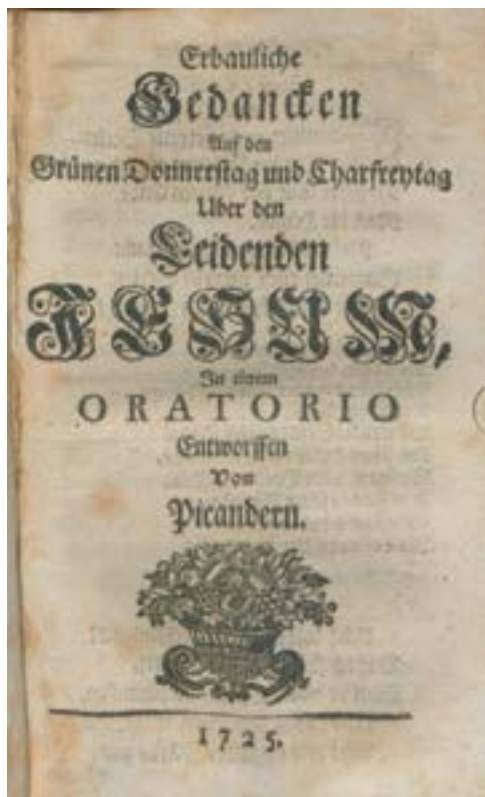 Erbauliche
Gedancken
Auf den
Grünen Donnerstag und Charfreytag
Uber den
Leidenden
JESUM,
In einem
ORATORIO
Entworffen
Von
Picandern.
1725.